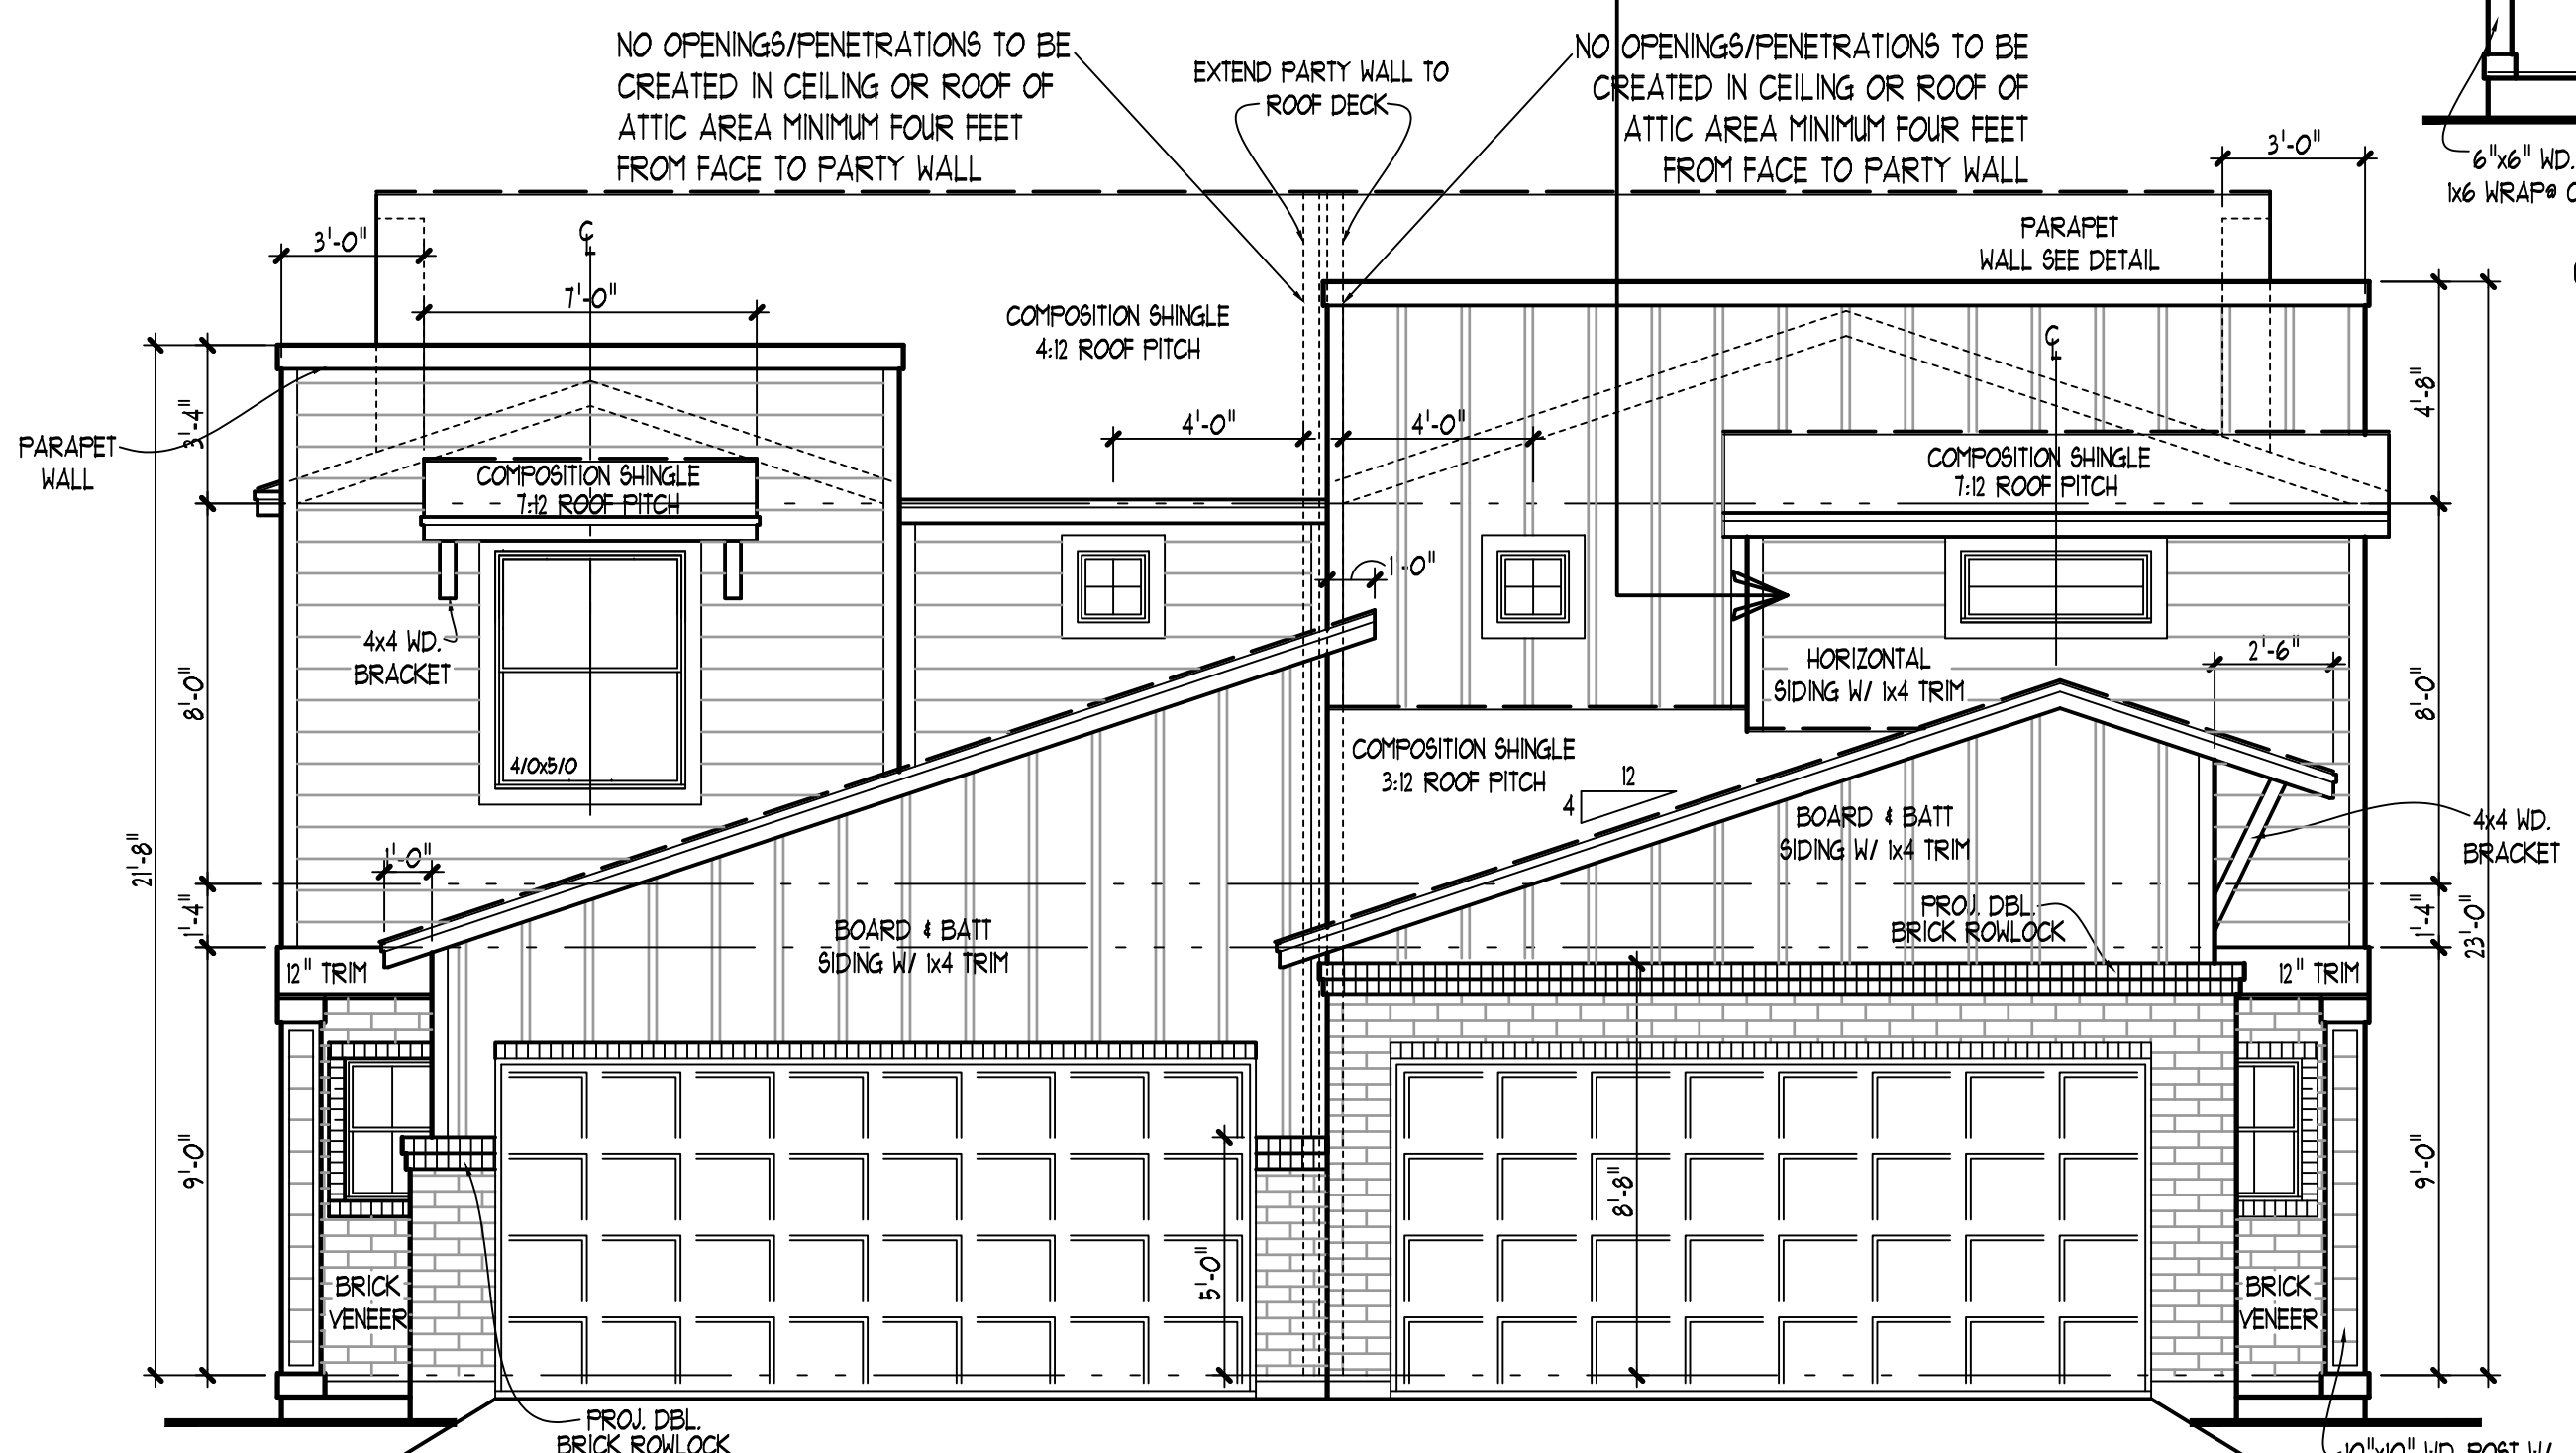 NO OPENINGS/PENETRATIONS TO BE
CREATED IN CEILING OR ROOF OF
ATTIC AREA MINIMUM FOUR FEET
FROM FACE TO PARTY WALL
EXTEND PARTY WALL TO
ROOF DECK
NO OPENINGS/PENETRATIONS TO BE
CREATED IN CEILING OR ROOF OF
ATTIC AREA MINIMUM FOUR FEET
FROM FACE TO PARTY WALL
3'-0"
6"x6" WD.
1x6 WRAP@
PARAPET
WALL SEE DETAIL
3'-0"
℄
7'-0"
COMPOSITION SHINGLE
4:12 ROOF PITCH
℄
3'-4"
4'-8"
4'-0"
4'-0"
PARAPET
WALL
COMPOSITION SHINGLE
7:12 ROOF PITCH
COMPOSITION SHINGLE
7:12 ROOF PITCH
1'-0"
4x4 WD.
BRACKET
HORIZONTAL
SIDING W/ 1x4 TRIM
2'-6"
8'-0"
8'-0"
4/0x5/0
COMPOSITION SHINGLE
3:12 ROOF PITCH
12
4
BOARD & BATT
SIDING W/ 1x4 TRIM
4x4 WD.
BRACKET
21'-8"
1'-0"
1'-4"
BOARD & BATT
SIDING W/ 1x4 TRIM
PROJ. DBL.
BRICK ROWLOCK
1'-4"
23'-0"
12" TRIM
12" TRIM
9'-0"
8'-8"
9'-0"
5'-0"
BRICK
VENEER
BRICK
VENEER
PROJ. DBL.
BRICK ROWLOCK
10"x10" WD. POST W/